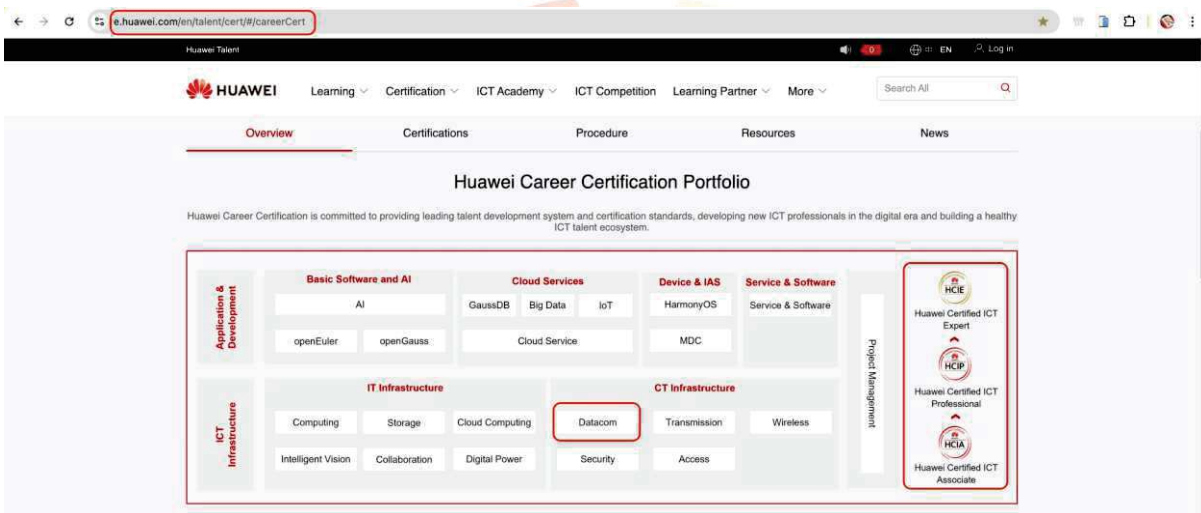 e.huawei.com/en/talent/cert/#/careerCert
Huawei Talent
0
EN
Log in
HUAWEI
Learning
Certification
ICT Academy
ICT Competition
Learning Partner
More
Search All
Overview
Certifications
Procedure
Resources
News
Huawei Career Certification Portfolio
Huawei Career Certification is committed to providing leading talent development system and certification standards, developing new ICT professionals in the digital era and building a healthy
ICT talent ecosystem.
Application &
Development
Basic Software and AI
AI
openEuler
openGauss
Cloud Services
GaussDB
Big Data
IoT
Cloud Service
Device & IAS
HarmonyOS
MDC
Service & Software
Service & Software
ICT
Infrastructure
IT Infrastructure
Computing
Storage
Cloud Computing
Intelligent Vision
Collaboration
Digital Power
CT Infrastructure
Datacom
Transmission
Wireless
Security
Access
Project Management
HCIE
Huawei Certified ICT
Expert
HCIP
Huawei Certified ICT
Professional
HCIA
Huawei Certified ICT
Associate